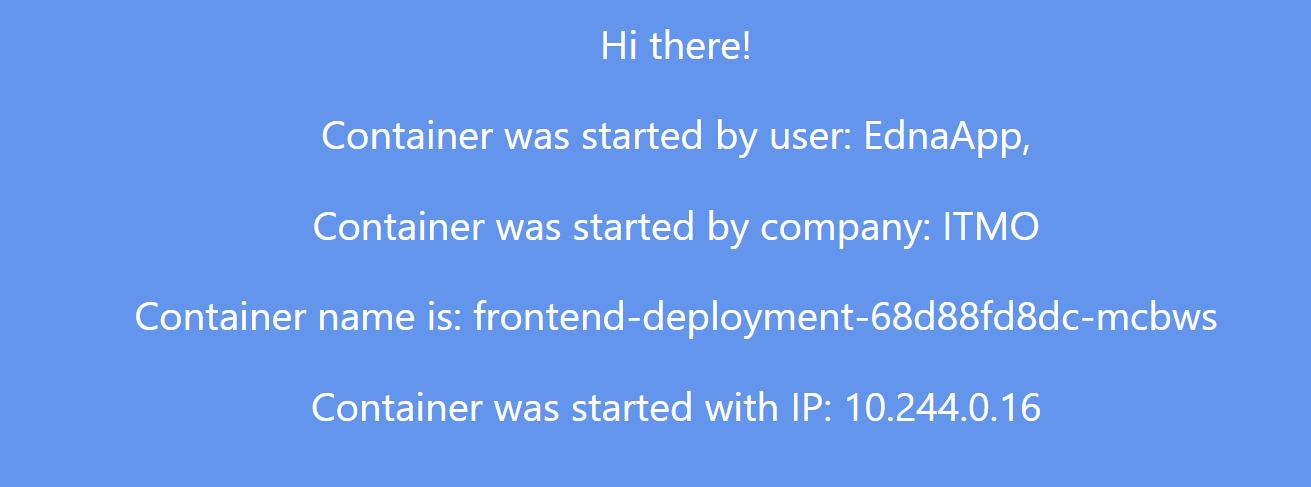 Hi there!
Container was started by user: EdnaApp,
Container was started by company: ITMO
Container name is: frontend-deployment-68d88fd8dc-mcbws
Container was started with IP: 10.244.0.16